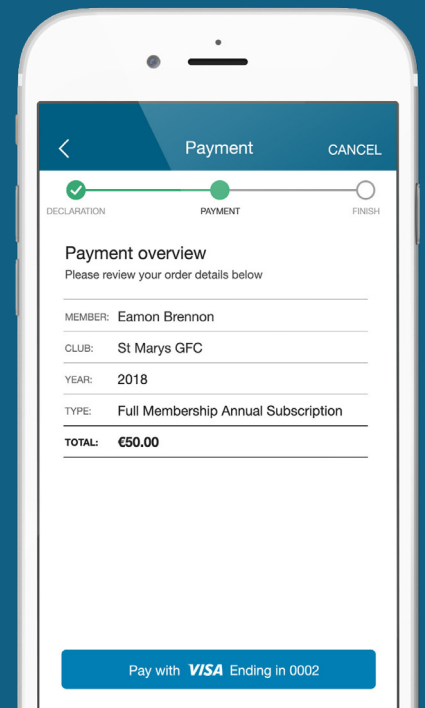 Payment
CANCEL
DECLARATION
PAYMENT
FINISH
Payment overview
Please review your order details below
MEMBER: Eamon Brennon
CLUB: St Marys GFC
YEAR: 2018
TYPE: Full Membership Annual Subscription
TOTAL: €50.00
Pay with VISA Ending in 0002